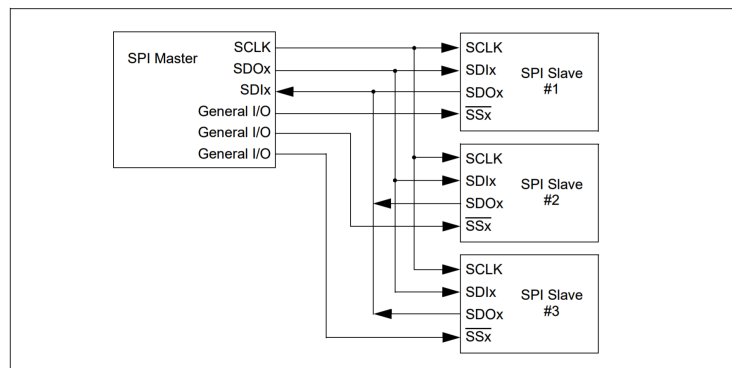 SPI Master
SCLK
SDOx
SDIx
General I/O
General I/O
General I/O
SCLK
SDIx
SDOx
SSx
SPI Slave
#1
SCLK
SDIx
SDOx
SSx
SPI Slave
#2
SCLK
SDIx
SDOx
SSx
SPI Slave
#3